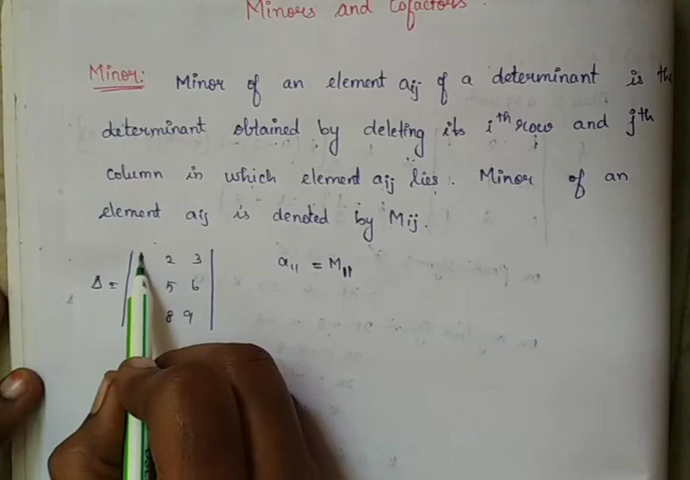 Minors and Cofactors
Minor: Minor of an element aij of a determinant is the
determinant obtained by deleting its ith row and jth
column in which element aij lies. Minor of an
element aij is denoted by Mij.
2 3 a11 = M11
Δ = 5 6
8 9